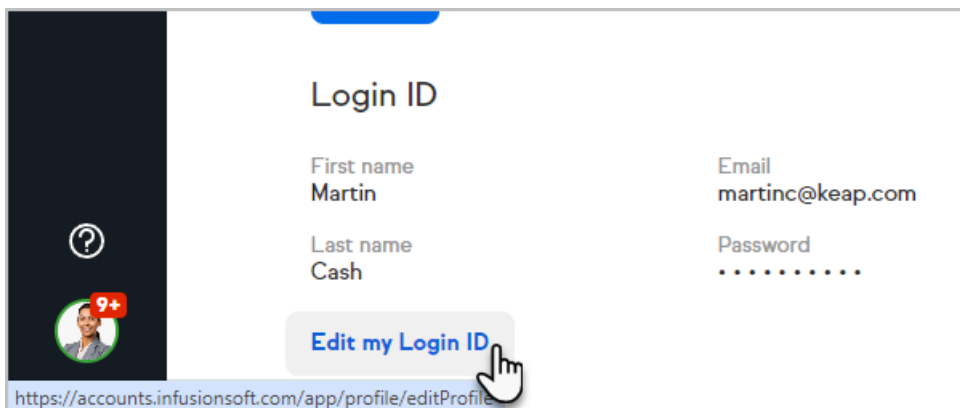 Login ID
First name
Martin
Email
martinc@keap.com
Last name
Cash
Password
9+
Edit my Login ID
https://accounts.infusionsoft.com/app/profile/editProfile